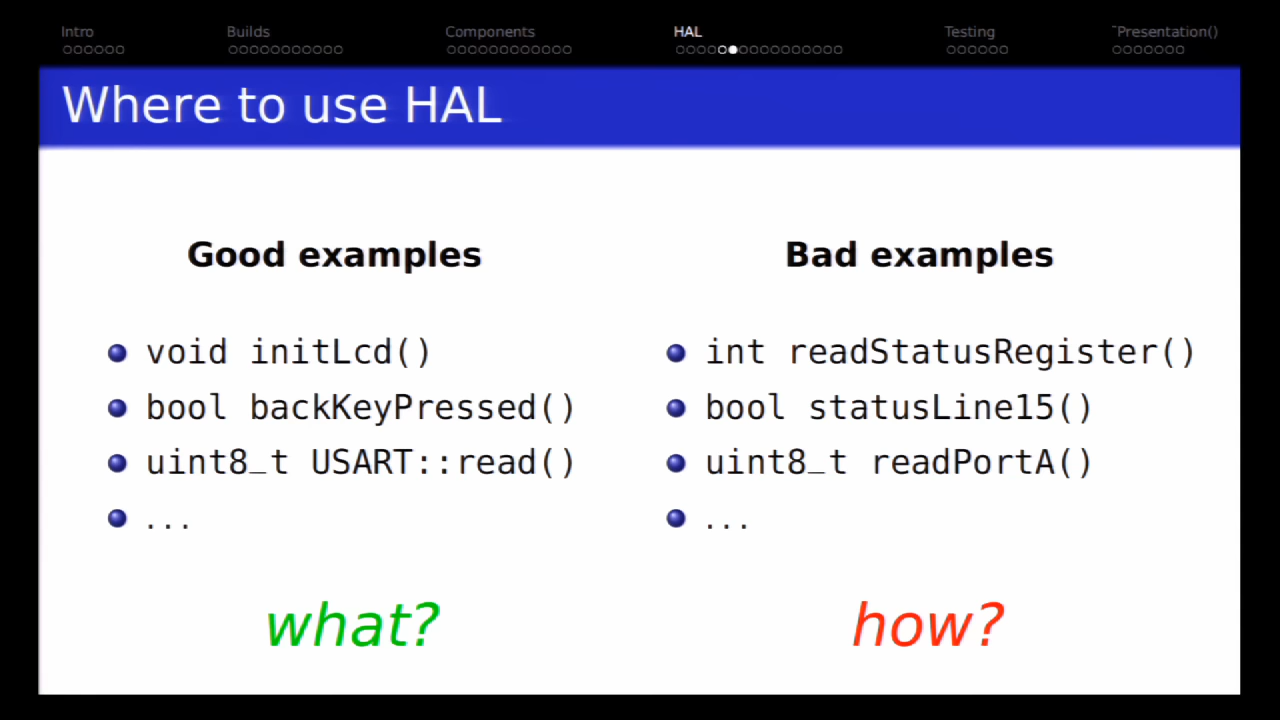 Intro Builds Components HAL Testing ~Presentation()
Where to use HAL
Good examples
void initLcd()
bool backKeyPressed()
uint8_t USART::read()
...
what?
Bad examples
int readStatusRegister()
bool statusLine15()
uint8_t readPortA()
...
how?